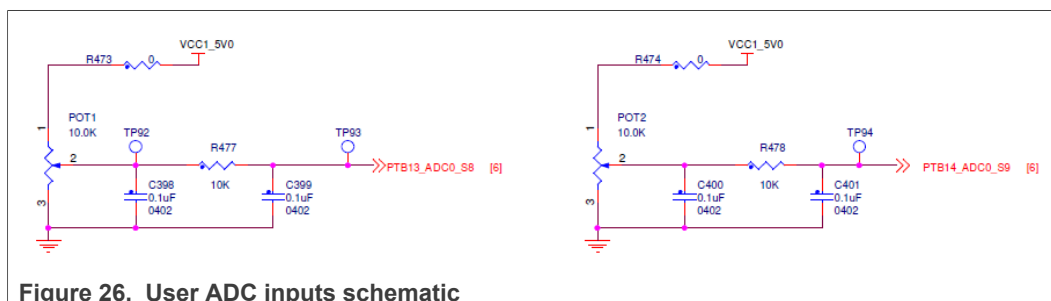 VCC1_5V0
R473 0
POT1
10.0K
1
2
3
TP92
R477
10K
TP93
PTB13_ADC0_S8 [6]
C398
0.1uF
0402
C399
0.1uF
0402
VCC1_5V0
R474 0
POT2
10.0K
1
2
3
R478
10K
TP94
PTB14_ADC0_S9 [6]
C400
0.1uF
0402
C401
0.1uF
0402
Figure 26. User ADC inputs schematic